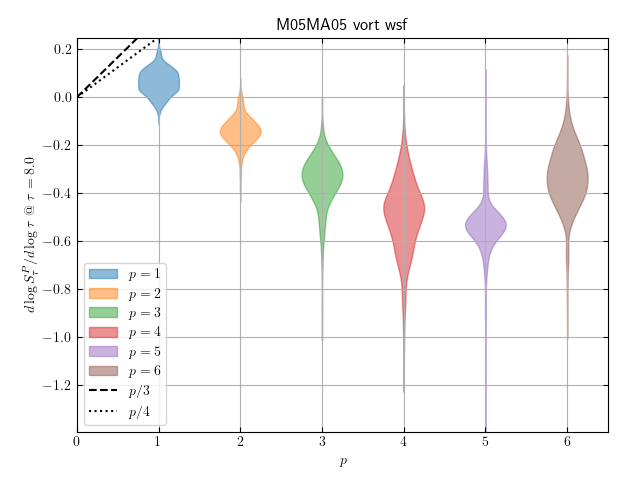 M05MA05 vort wsf
d log S_τ^P / d log τ @ τ = 8.0
0.2
0.0
−0.2
−0.4
−0.6
−0.8
−1.0
−1.2
p = 1
p = 2
p = 3
p = 4
p = 5
p = 6
p/3
p/4
0 1 2 3 4 5 6
p